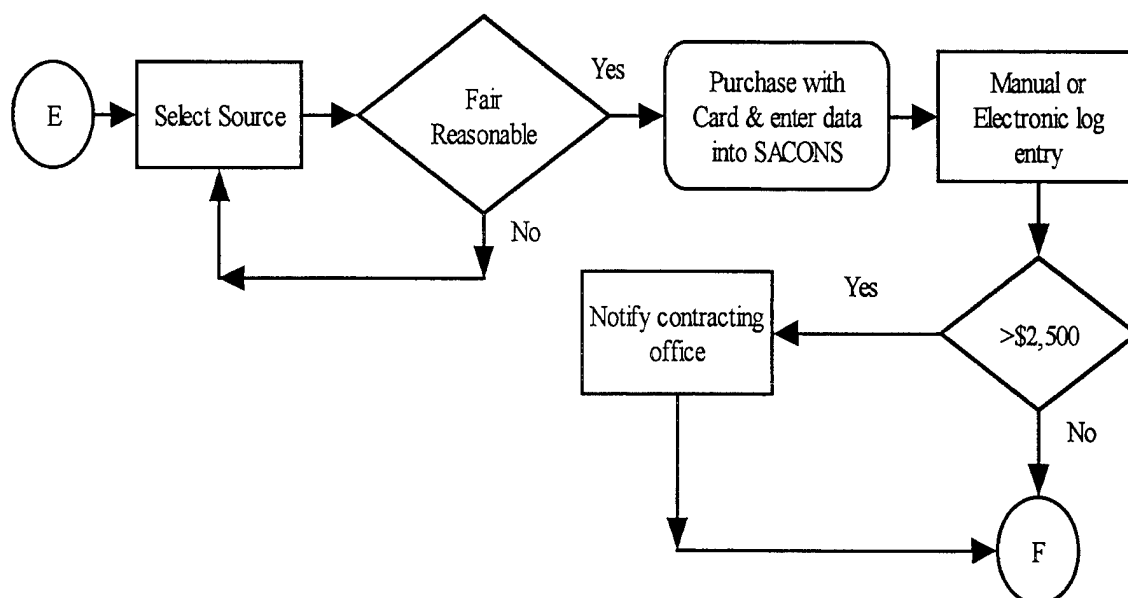 E
Select Source
Fair
Reasonable
Yes
No
Purchase with
Card & enter data
into SACONS
Manual or
Electronic log
entry
>$2,500
Yes
Notify contracting
office
No
F